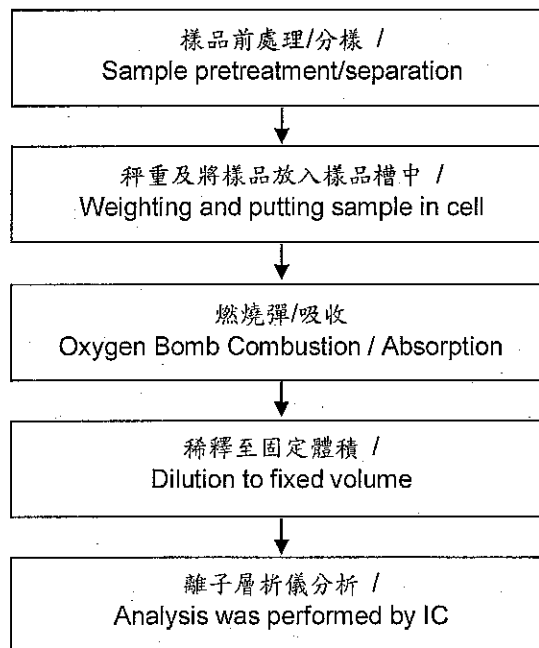 樣品前處理/分樣 /
Sample pretreatment/separation
秤重及將樣品放入樣品槽中 /
Weighting and putting sample in cell
燃燒彈/吸收
Oxygen Bomb Combustion / Absorption
稀釋至固定體積 /
Dilution to fixed volume
離子層析儀分析 /
Analysis was performed by IC